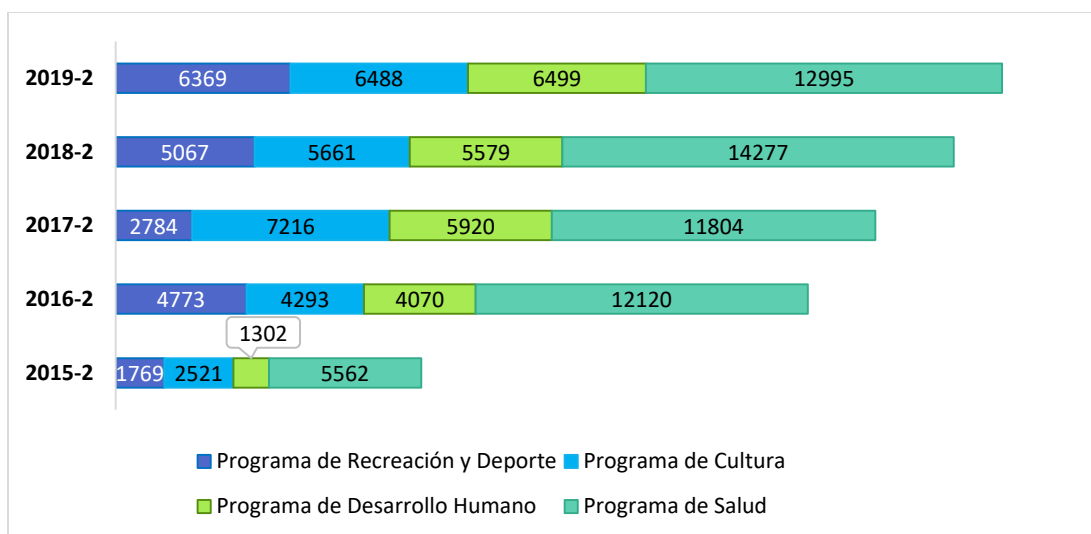 2019-2 6369 6488 6499 12995
2018-2 5067 5661 5579 14277
2017-2 2784 7216 5920 11804
2016-2 4773 4293 4070 12120
1302
2015-2 1769 2521 5562
Programa de Recreación y Deporte Programa de Cultura
Programa de Desarrollo Humano Programa de Salud